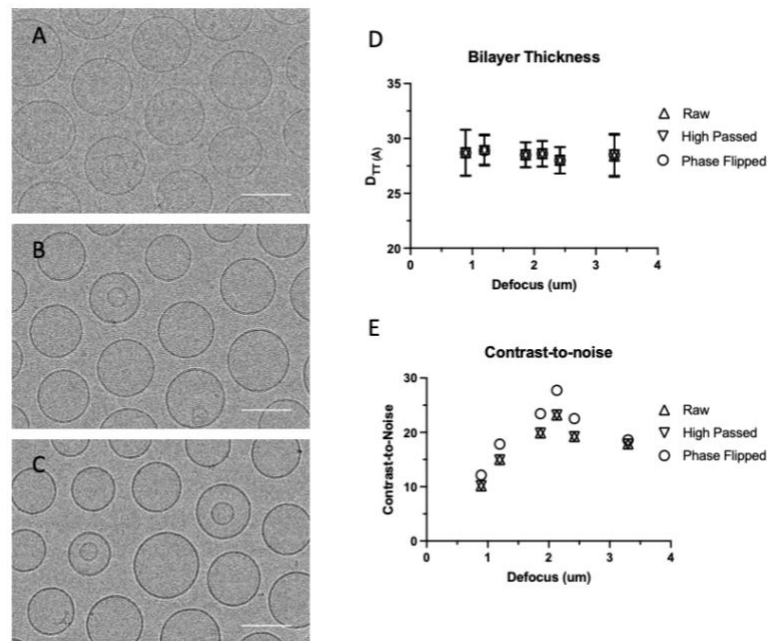 A
B
C
D
Bilayer Thickness
35
30
25
20
D_TT (Å)
0
1
2
3
4
Defocus (um)
Raw
High Passed
Phase Flipped
E
Contrast-to-noise
30
20
10
0
Contrast-to-Noise
0
1
2
3
4
Defocus (um)
Raw
High Passed
Phase Flipped